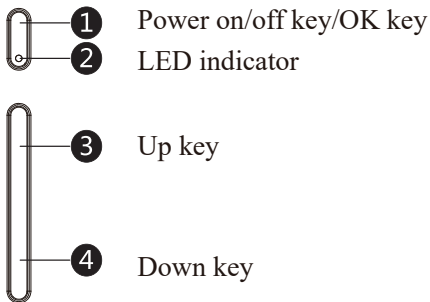 1 Power on/off key/OK key
2 LED indicator
3 Up key
4 Down key